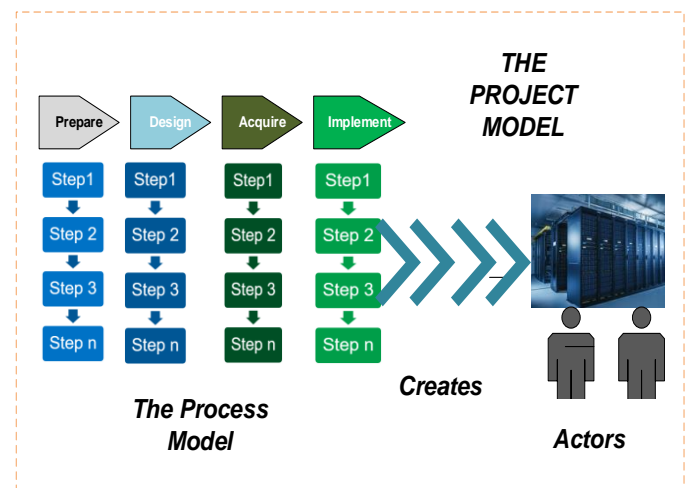 THE
PROJECT
MODEL
Prepare
Design
Acquire
Implement
Step1
Step1
Step1
Step1
Step 2
Step 2
Step 2
Step 2
Step 3
Step 3
Step 3
Step 3
Step n
Step n
Step n
Step n
Creates
The Process
Model
Actors